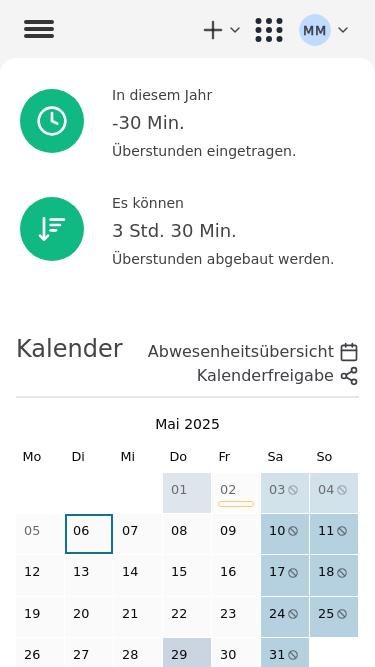 MM
In diesem Jahr
-30 Min.
Überstunden eingetragen.
Es können
3 Std. 30 Min.
Überstunden abgebaut werden.
Kalender
Abwesenheitsübersicht
Kalenderfreigabe
Mai 2025
Mo Di Mi Do Fr Sa So
01 02 03 04
05 06 07 08 09 10 11
12 13 14 15 16 17 18
19 20 21 22 23 24 25
26 27 28 29 30 31